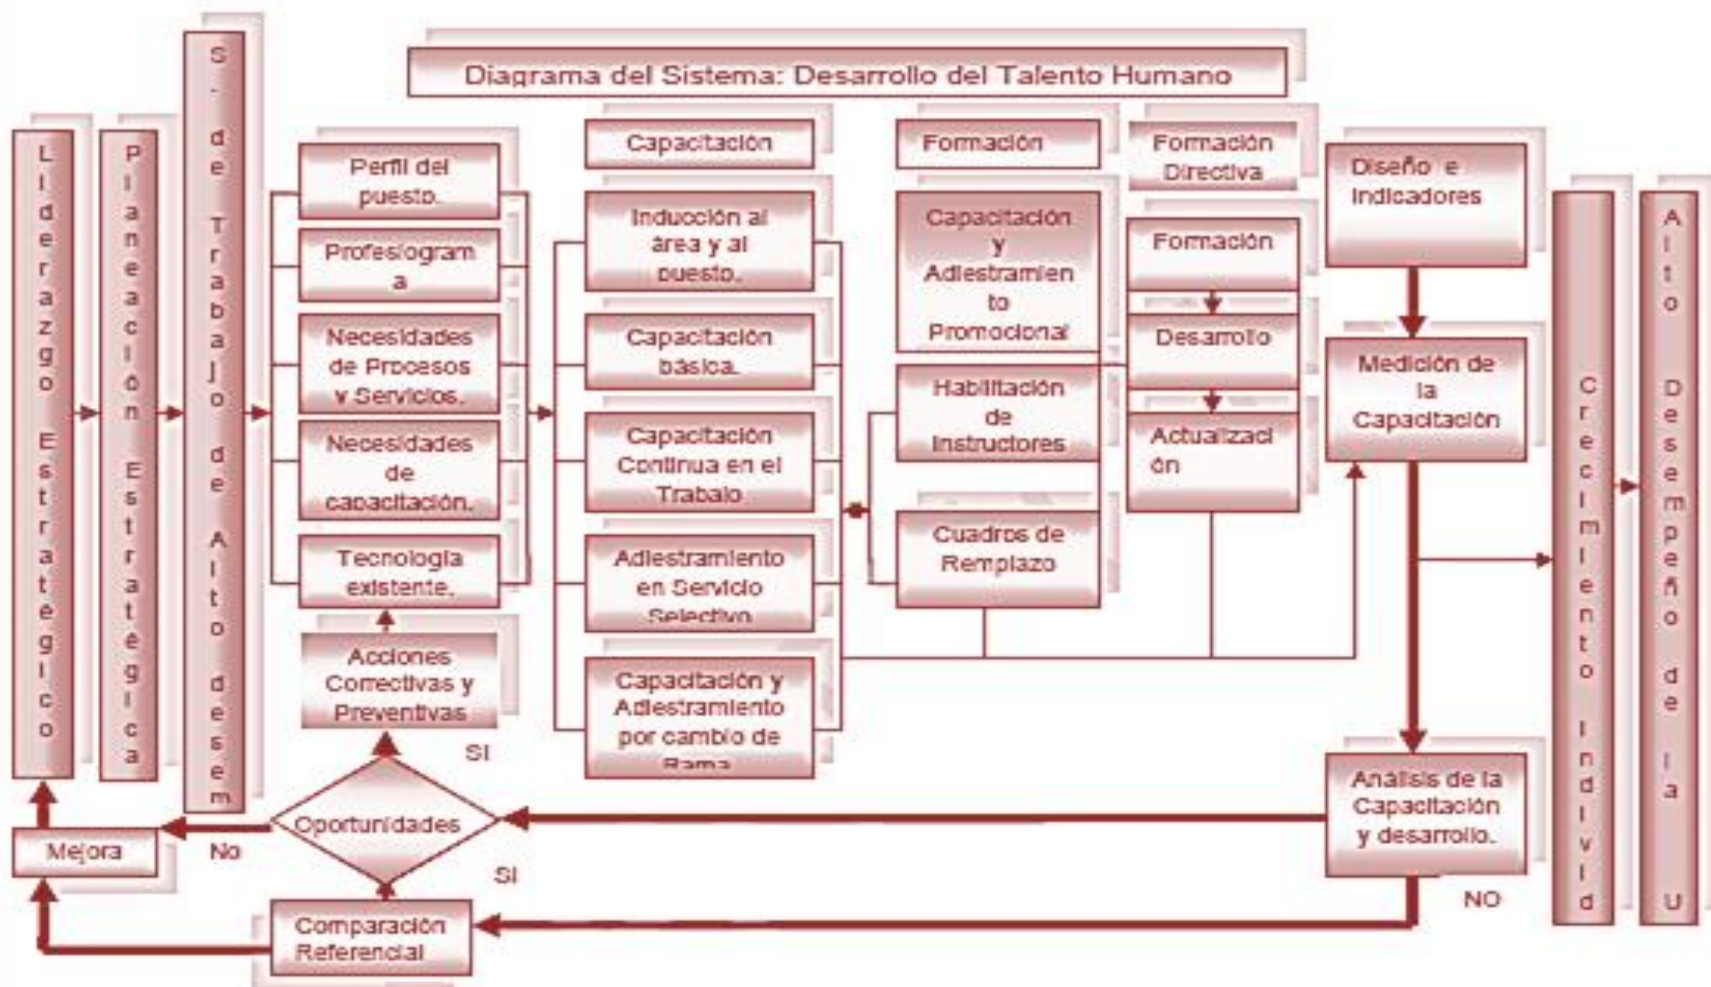 Diagrama del Sistema: Desarrollo del Talento Humano
Liderazgo Estratégico
Planeación Estratégica
S. de Trabajo de Alto desem
Perfil del
puesto.
Profesiogram
a
Necesidades
de Procesos
y Servicios.
Necesidades
de
capacitación.
Tecnología
existente.
Acciones
Correctivas y
Preventivas
SI
Oportunidades
No
Mejora
SI
Comparación
Referencial
Capacitación
Inducción al
área y al
puesto.
Capacitación
básica.
Capacitación
Continua en el
Trabajo
Adiestramiento
en Servicio
Selectivo
Capacitación y
Adiestramiento
por cambio de
Rama
Formación
Capacitación
y
Adiestramien
to
Promocional
Habilitación
de
Instructores
Cuadros de
Remplazo
Formación
Directiva
Formación
Desarrollo
Actualizaci
ón
Diseño e
indicadores
Medición de
la
Capacitación
Análisis de la
Capacitación
y desarrollo.
NO
Crecimiento Individ
Alto Desempeño de la U